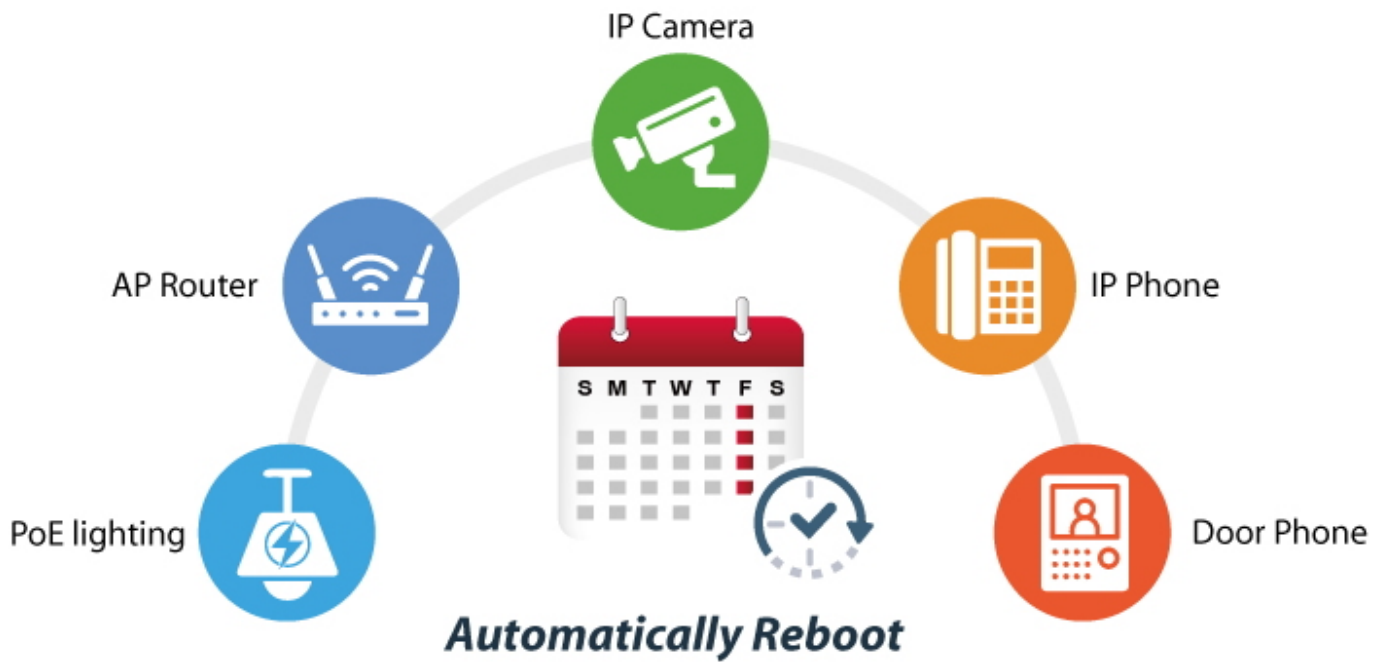 IP Camera
AP Router
IP Phone
S M T W T F S
PoE lighting
Door Phone
Automatically Reboot